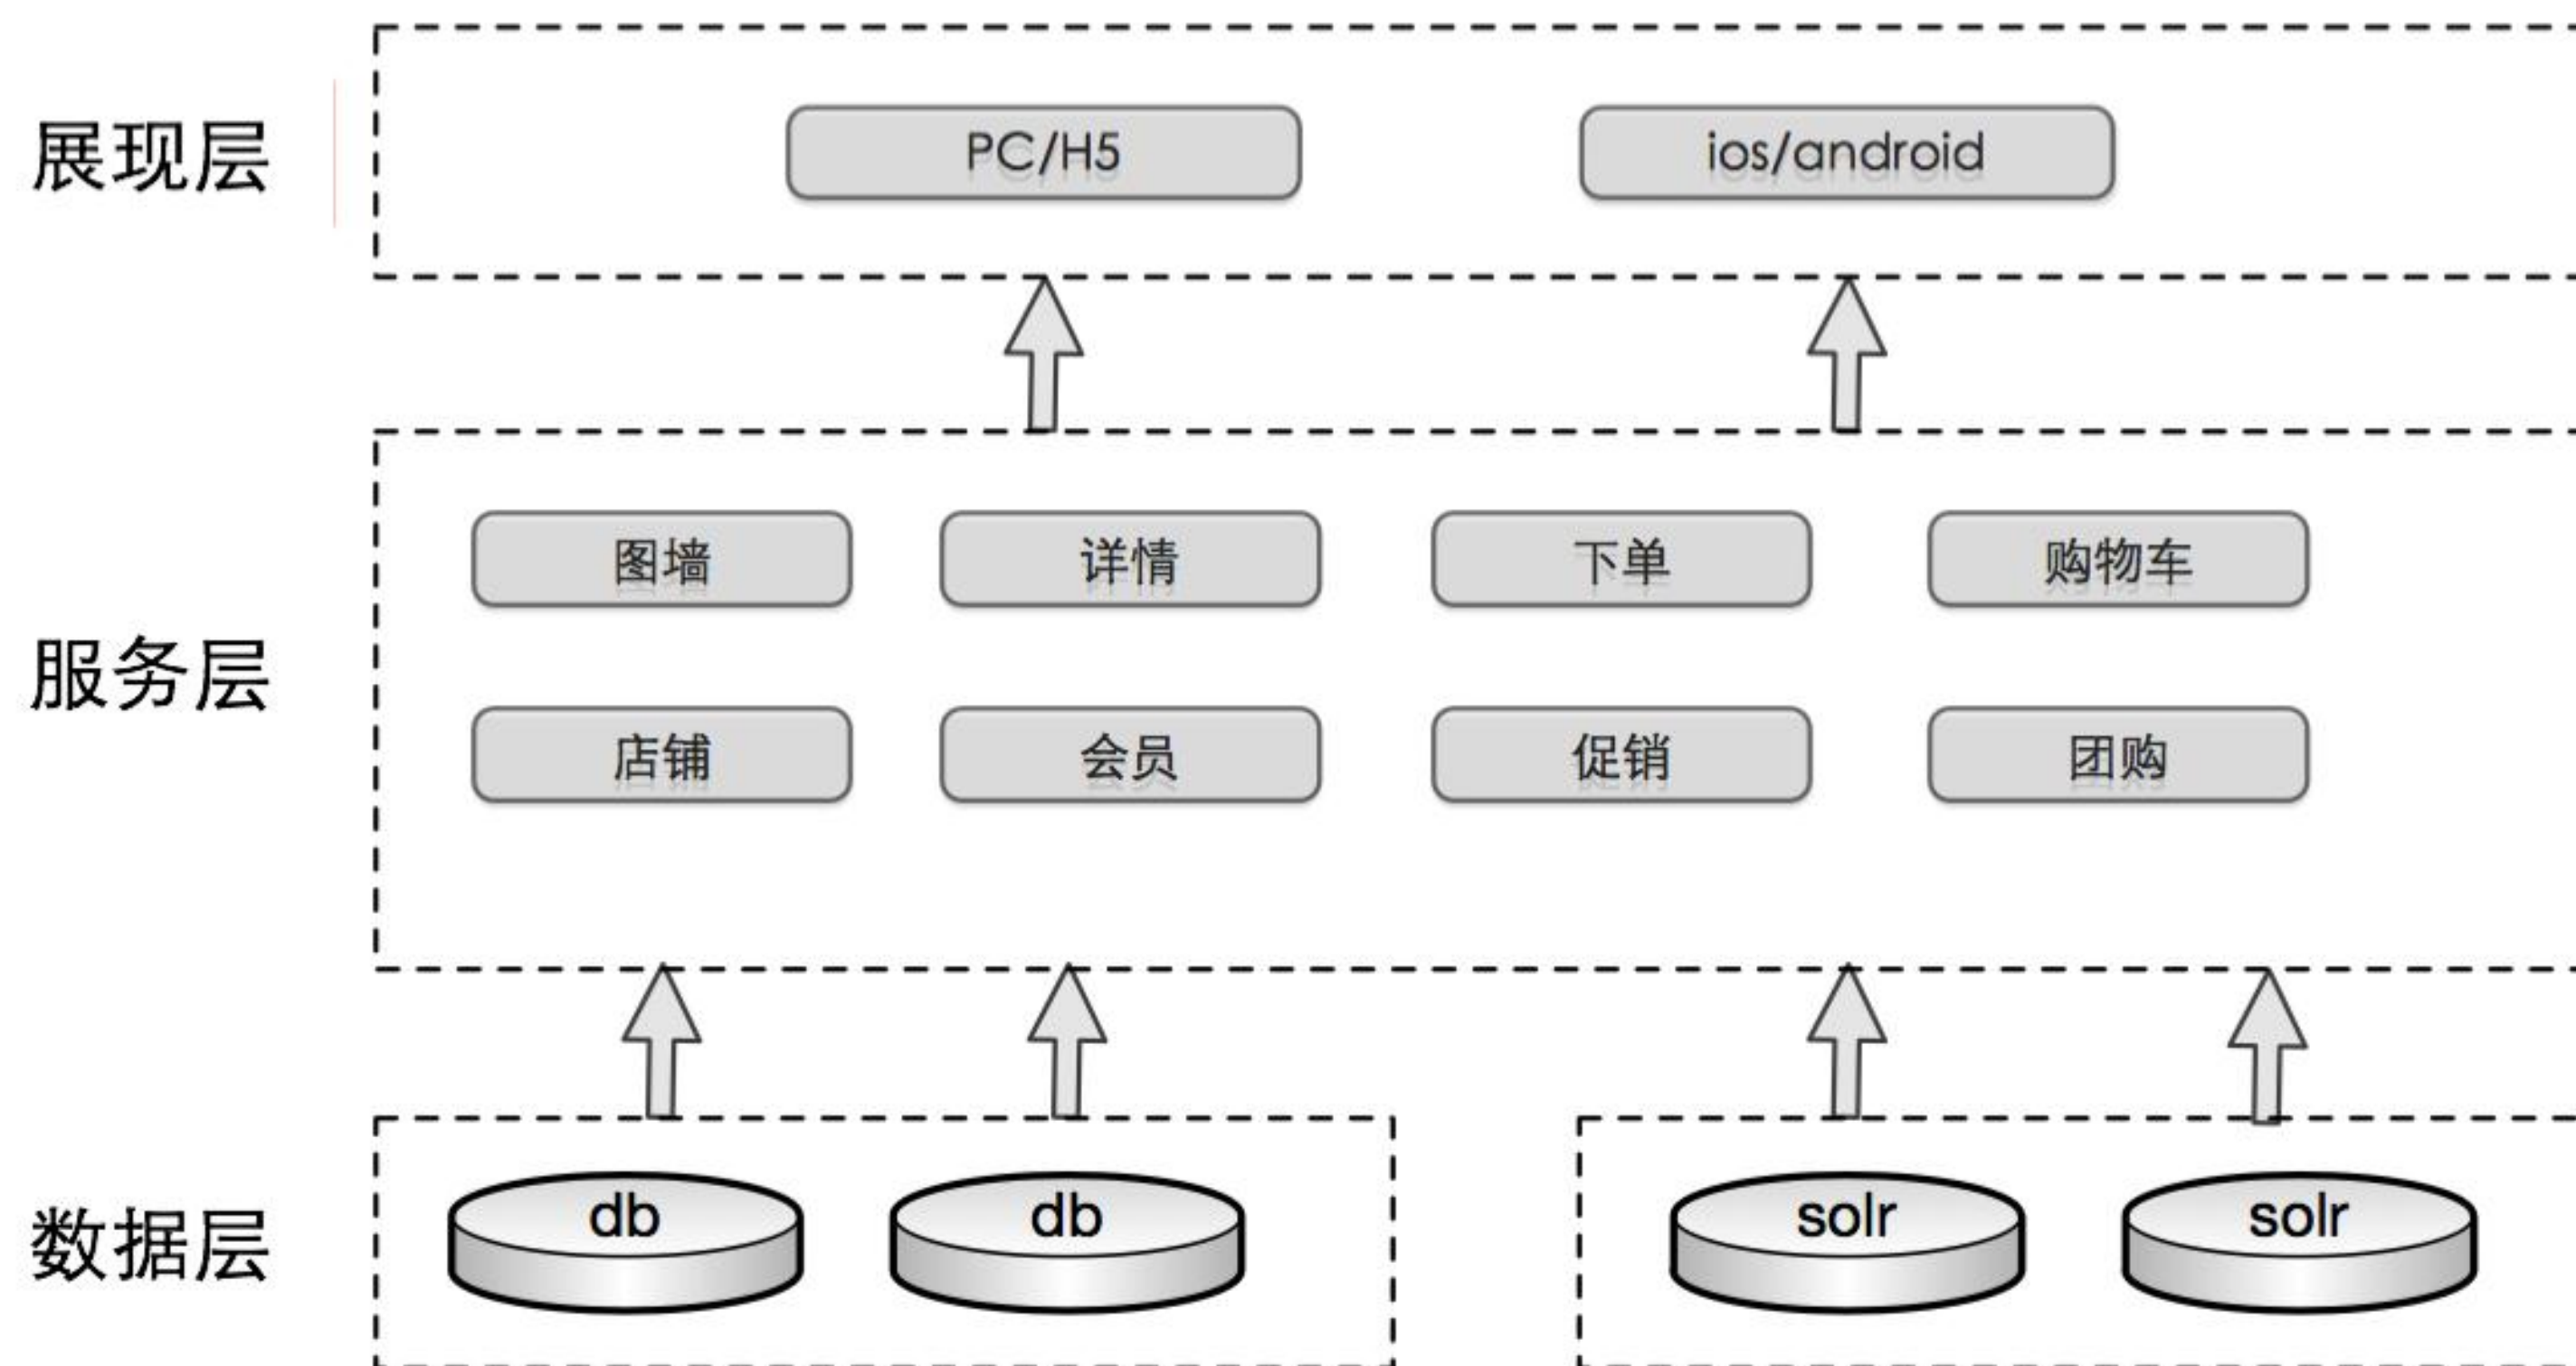 展现层
PC/H5
ios/android
服务层
图墙
详情
下单
购物车
店铺
会员
促销
团购
数据层
db
db
solr
solr